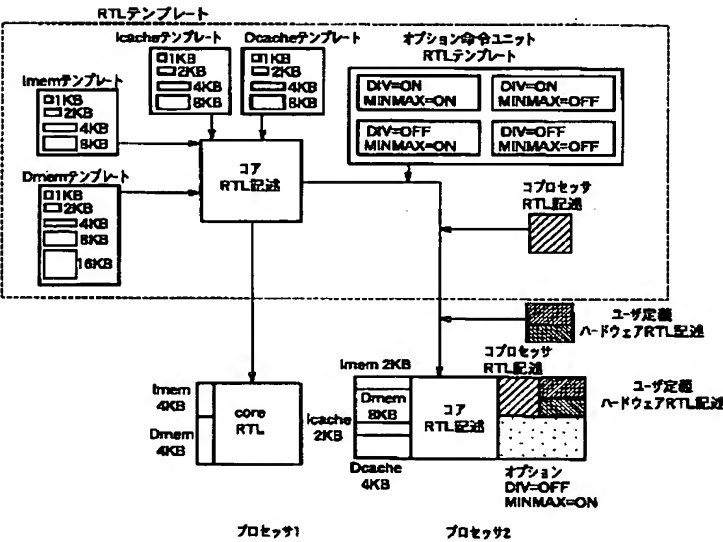 RTLテンプレート
Icacheテンプレート
1KB
2KB
4KB
8KB
Dcacheテンプレート
1KB
2KB
4KB
8KB
オプション命令ユニット
RTLテンプレート
DIV=ON
MINMAX=ON
DIV=ON
MINMAX=OFF
DIV=OFF
MINMAX=ON
DIV=OFF
MINMAX=OFF
Imemテンプレート
1KB
2KB
4KB
8KB
Dmemテンプレート
1KB
2KB
4KB
8KB
16KB
コア
RTL記述
コプロセッサ
RTL記述
ユーザ定義
ハードウェアRTL記述
Imem
4KB
Dmem
4KB
core
RTL
Imem 2KB
Dmem
8KB
Icache
2KB
Dcache
4KB
コア
RTL記述
コプロセッサ
RTL記述
ユーザ定義
ハードウェアRTL記述
オプション
DIV=OFF
MINMAX=ON
プロセッサ1
プロセッサ2